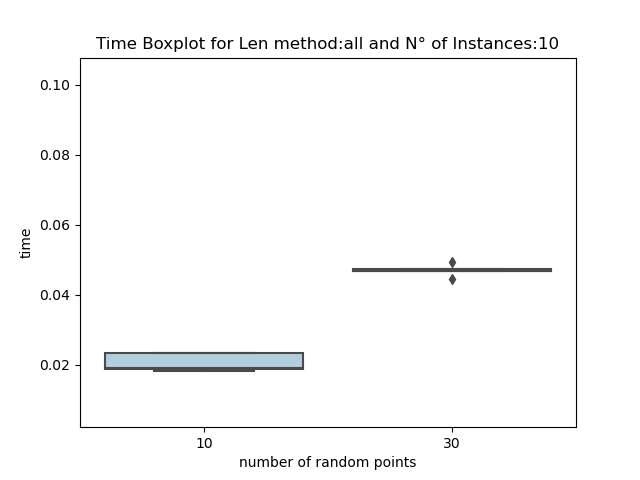 Time Boxplot for Len method:all and N° of Instances:10
0.10
0.08
0.06
0.04
0.02
time
10
30
number of random points